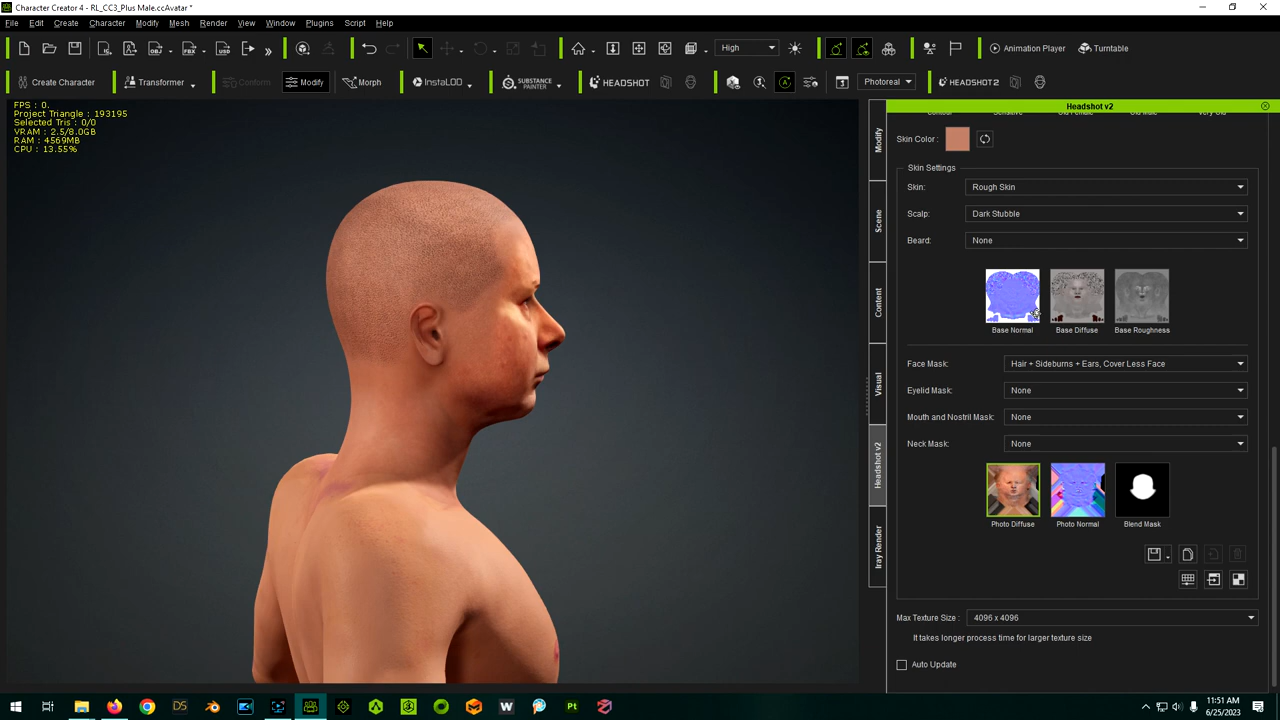 Character Creator 4 - RL_CC3_Plus Male.ccAvatar *
File Edit Create Character Modify Mesh Render View Window Plugins Script Help
High
Animation Player
Turntable
Create Character
Transformer
Conform
Modify
Morph
InstaLOD
SUBSTANCE PAINTER
HEADSHOT
Photoreal
HEADSHOT2
FPS : 0.
Project Triangle : 193195
Selected Tris : 0/0
VRAM : 2.5/8.0GB
RAM : 4569MB
CPU : 13.55%
Modify
Scene
Content
Visual
Headshot v2
Iray Render
Headshot v2
Skin Color :
Skin Settings
Skin: Rough Skin
Scalp: Dark Stubble
Beard: None
Base Normal Base Diffuse Base Roughness
Face Mask: Hair + Sideburns + Ears, Cover Less Face
Eyelid Mask: None
Mouth and Nostril Mask: None
Neck Mask: None
Photo Diffuse Photo Normal Blend Mask
Max Texture Size : 4096 x 4096
It takes longer process time for larger texture size
Auto Update
DS
W
Pt
11:51 AM
6/25/2023